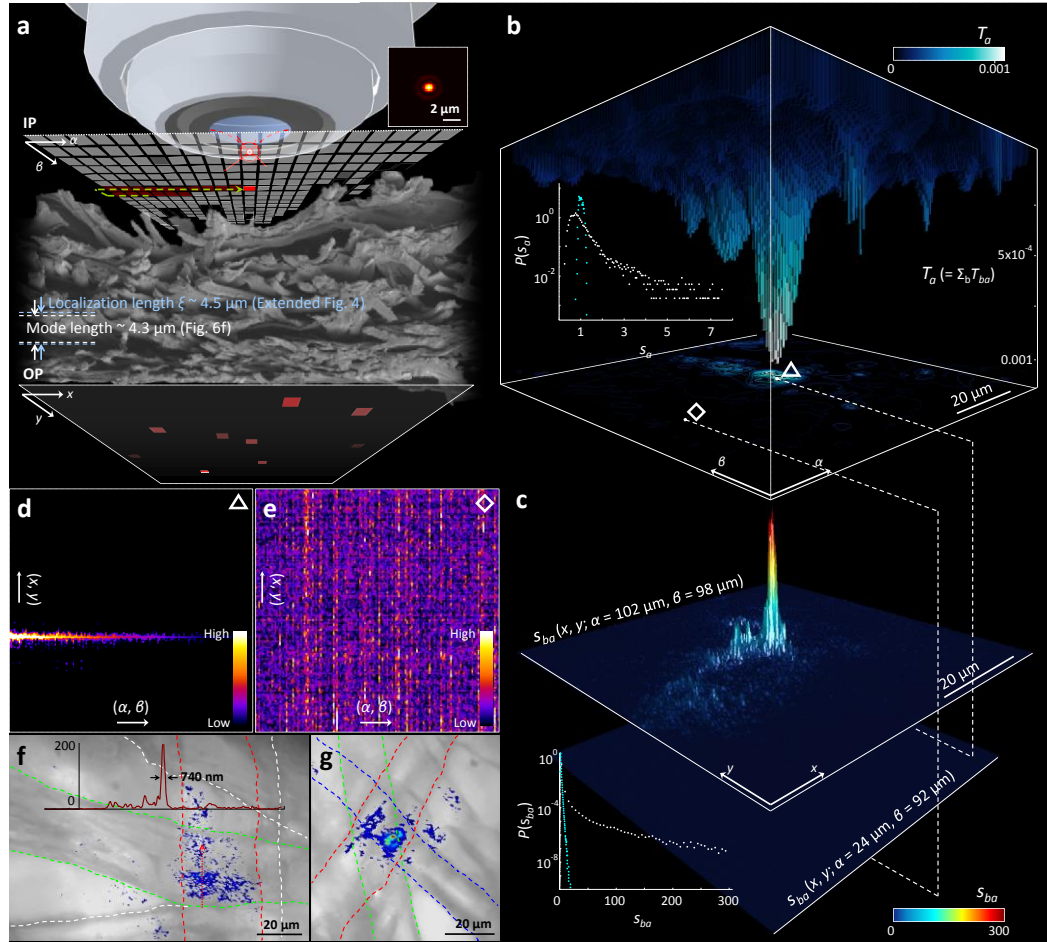 a
2 μm
IP
α
β
Localization length ξ ~ 4.5 μm (Extended Fig. 4)
Mode length ~ 4.3 μm (Fig. 6f)
OP
x
y
b
Tₐ
0
0.001
P(sₐ)
10⁰
10⁻²
1
3
5
7
sₐ
5x10⁻⁴
Tₐ (= Σ_b T_ba)
0.001
20 μm
β
α
c
s_ba (x, y; α = 102 μm, β = 98 μm)
20 μm
y
x
s_ba (x, y; α = 24 μm, β = 92 μm)
P(s_ba)
10⁰
10⁻⁴
10⁻⁸
0
100
200
300
s_ba
s_ba
0
300
d
(x, y)
(α, β)
High
Low
e
(x, y)
(α, β)
High
Low
f
200
0
740 nm
20 μm
g
20 μm